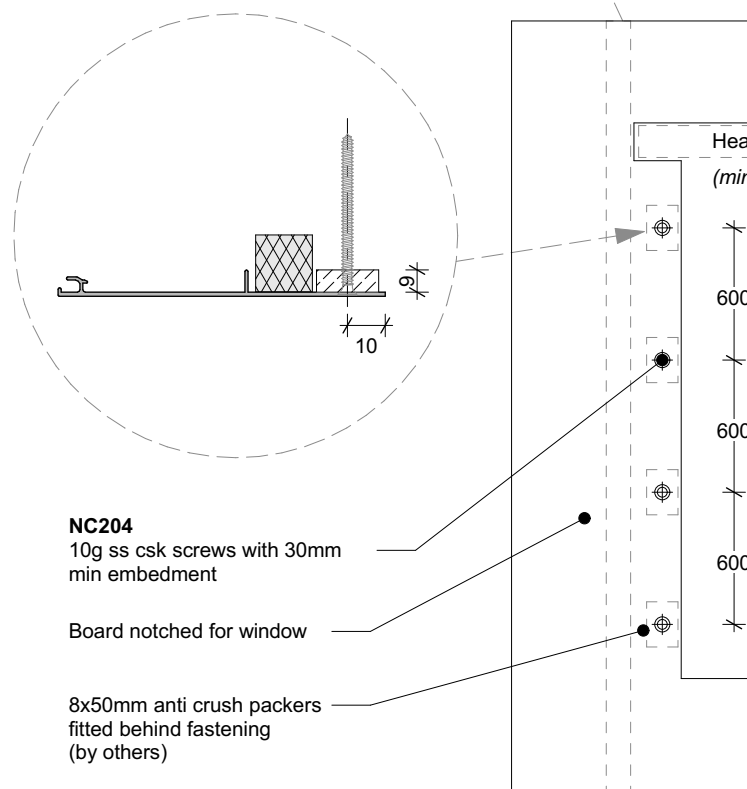 Hea
(min
600
9
10
600
NC204
10g ss csk screws with 30mm
min embedment
600
Board notched for window
8x50mm anti crush packers
fitted behind fastening
(by others)